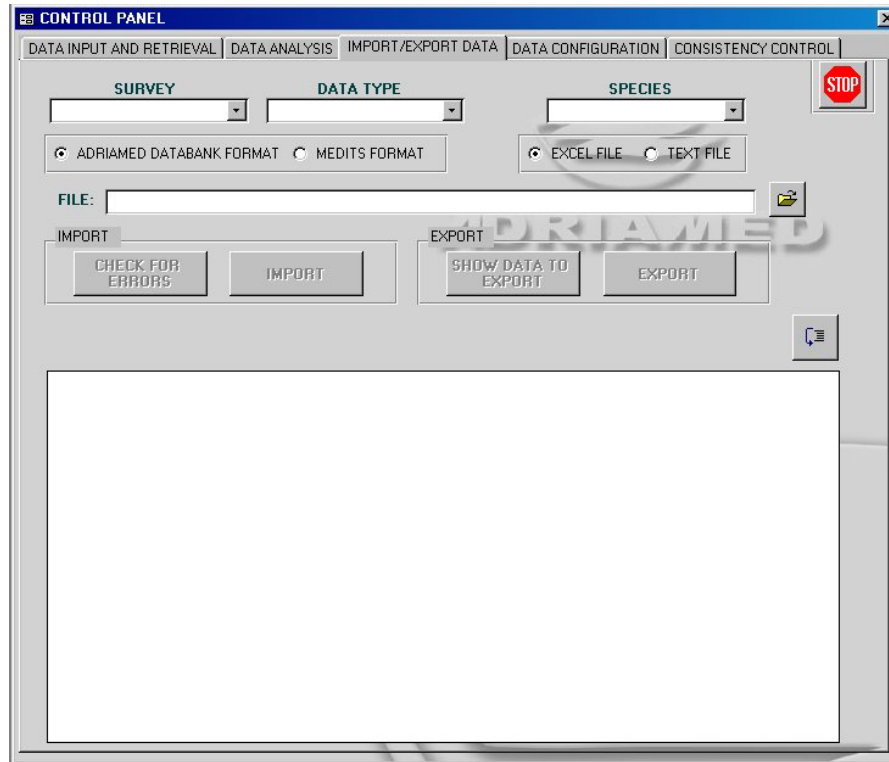 CONTROL PANEL
DATA INPUT AND RETRIEVAL DATA ANALYSIS IMPORT/EXPORT DATA DATA CONFIGURATION CONSISTENCY CONTROL
STOP
SURVEY DATA TYPE SPECIES
ADRIAMED DATABANK FORMAT MEDITS FORMAT EXCEL FILE TEXT FILE
FILE:
ADRIAMED
IMPORT EXPORT
CHECK FOR ERRORS IMPORT SHOW DATA TO EXPORT EXPORT